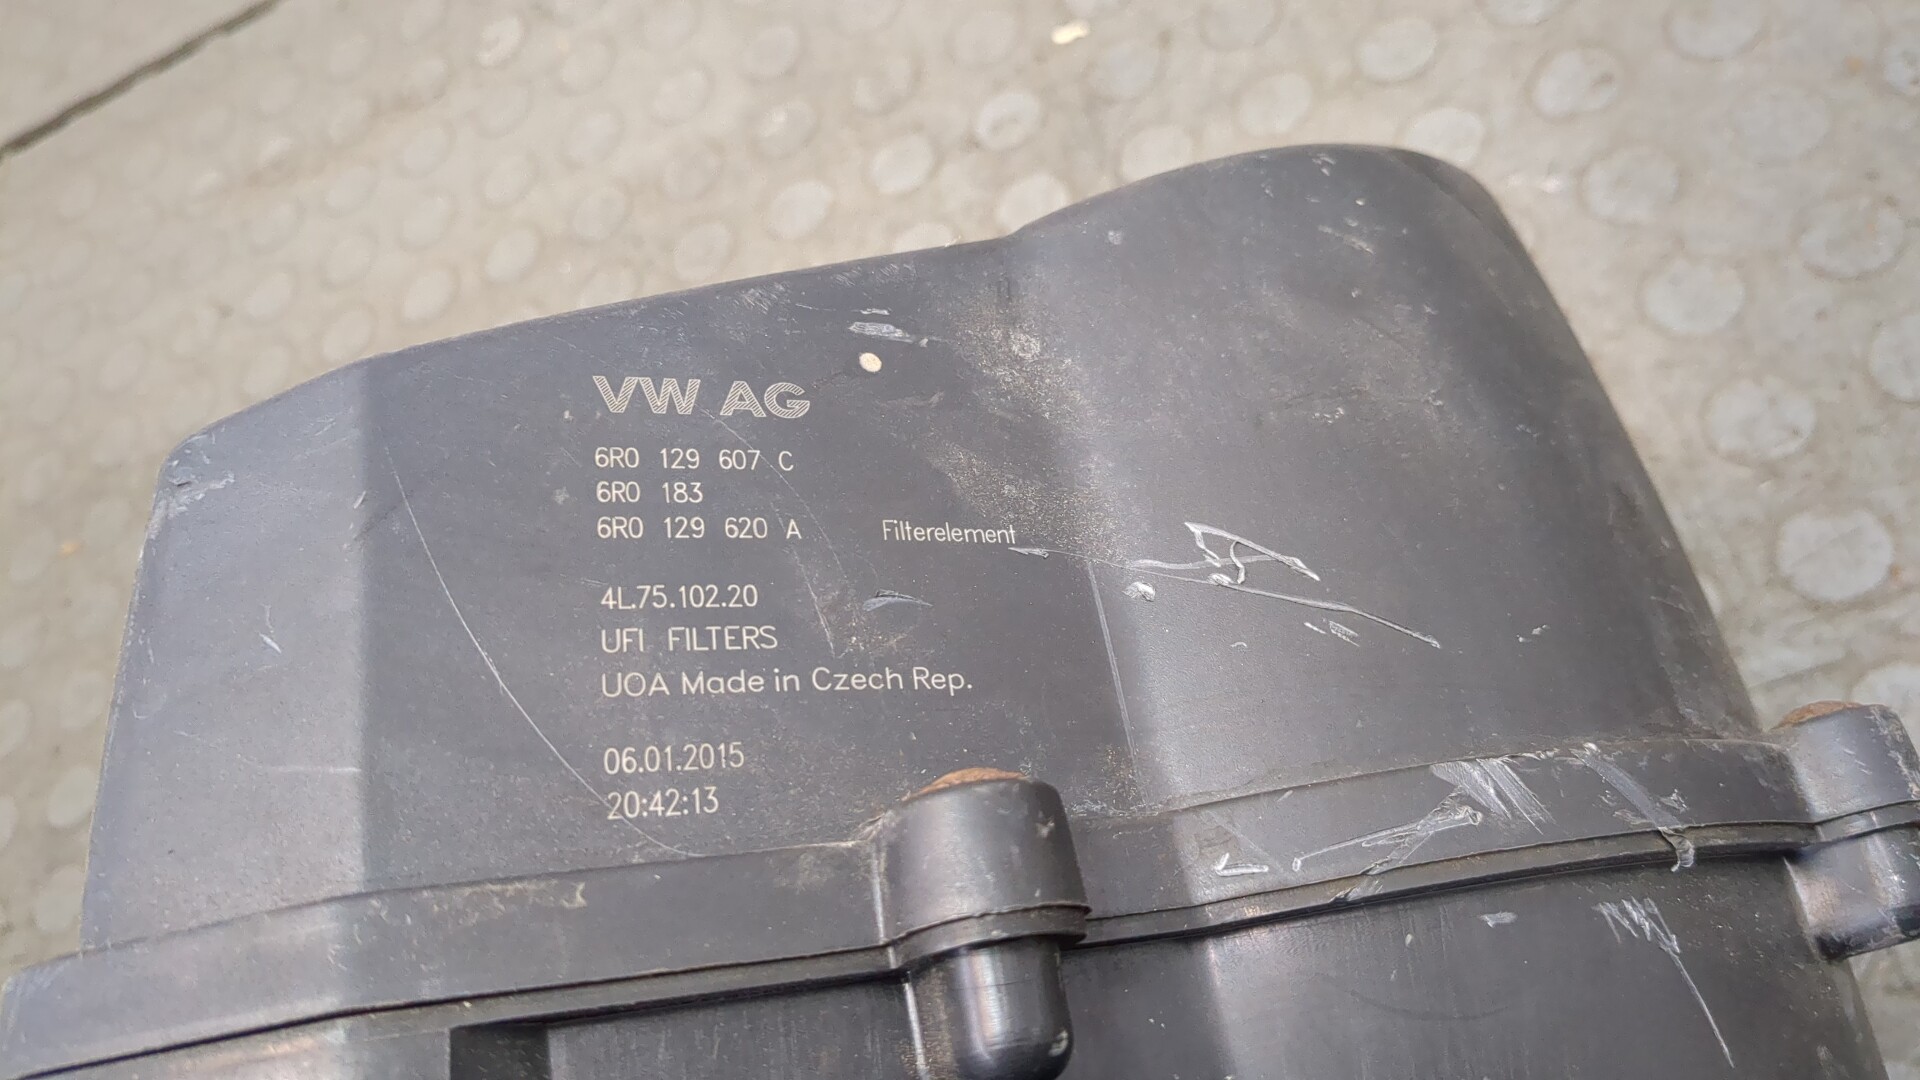 VW AG
6R0 129 607 C
6R0 183
6R0 129 620 A Filterelement
4L.75.102.20
UFI FILTERS
UOA Made in Czech Rep.
06.01.2015
20:42:13